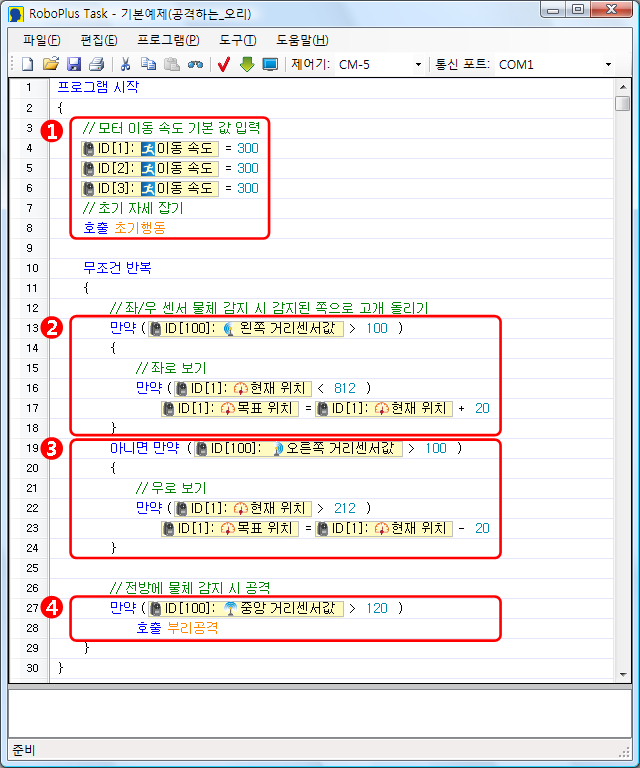 RoboPlus Task - 기본예제(공격하는_오리)
파일(F) 편집(E) 프로그램(P) 도구(T) 도움말(H)
제어기: CM-5 통신 포트: COM1
1 프로그램 시작
2 {
1
3 // 모터 이동 속도 기본 값 입력
4 ID[1]: 이동 속도 = 300
5 ID[2]: 이동 속도 = 300
6 ID[3]: 이동 속도 = 300
7 // 초기 자세 잡기
8 호출 초기행동
9
10 무조건 반복
11 {
12 // 좌/우 센서 물체 감지 시 감지된 쪽으로 고개 돌리기
2
13 만약 ( ID[100]: 왼쪽 거리센서값 > 100 )
14 {
15 // 좌로 보기
16 만약 ( ID[1]: 현재 위치 < 812 )
17 ID[1]: 목표 위치 = ID[1]: 현재 위치 + 20
18 }
3
19 아니면 만약 ( ID[100]: 오른쪽 거리센서값 > 100 )
20 {
21 // 우로 보기
22 만약 ( ID[1]: 현재 위치 > 212 )
23 ID[1]: 목표 위치 = ID[1]: 현재 위치 - 20
24 }
25
26 // 전방에 물체 감지 시 공격
4
27 만약 ( ID[100]: 중앙 거리센서값 > 120 )
28 호출 부리공격
29 }
30 }
준비